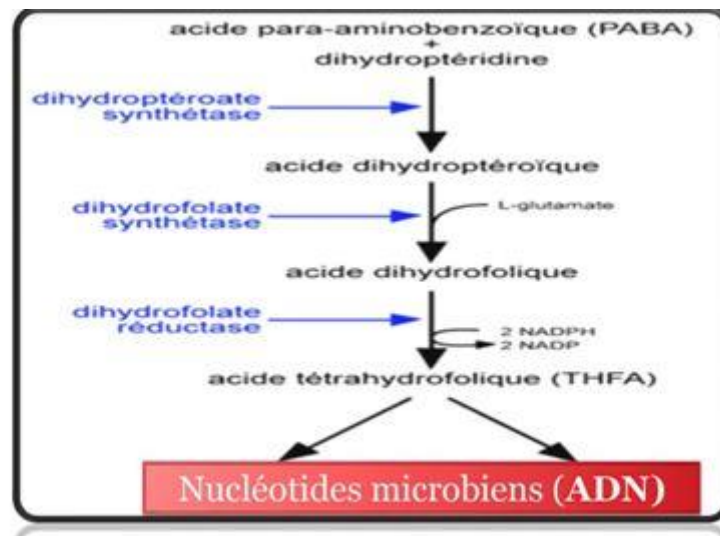 acide para-aminobenzoïque (PABA)
+
dihydroptéridine
dihydroptéroate
synthétase
acide dihydroptéroïque
dihydrofolate
synthétase
L-glutamate
acide dihydrofolique
dihydrofolate
réductase
2 NADPH
2 NADP
acide tétrahydrofolique (THFA)
Nucléotides microbiens (ADN)